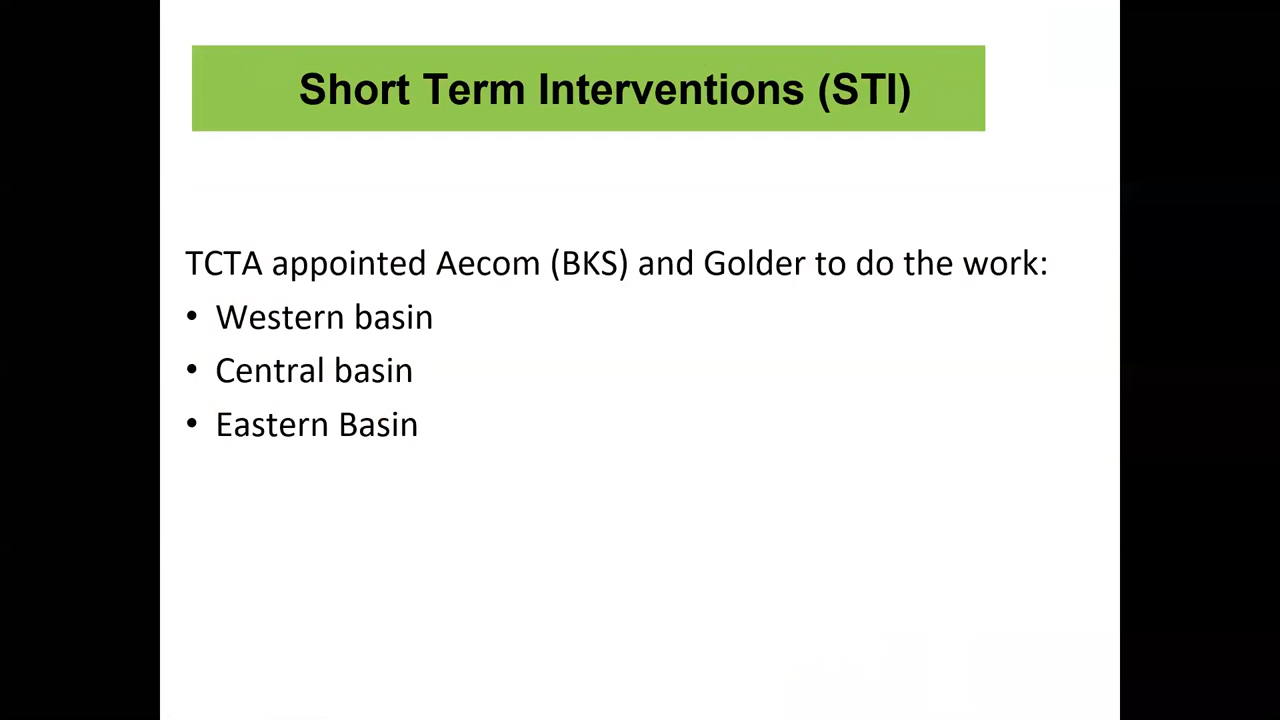 Short Term Interventions (STI)
TCTA appointed Aecom (BKS) and Golder to do the work:
• Western basin
• Central basin
• Eastern Basin